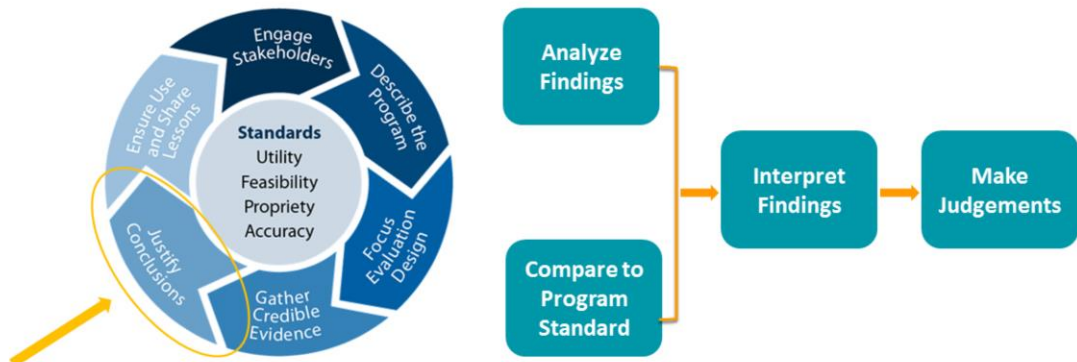 Engage
Stakeholders
Describe the
Program
Focus
Evaluation
Design
Gather
Credible
Evidence
Justify
Conclusions
Ensure Use
and Share
Lessons
Standards
Utility
Feasibility
Propriety
Accuracy
Analyze
Findings
Compare to
Program
Standard
Interpret
Findings
Make
Judgements